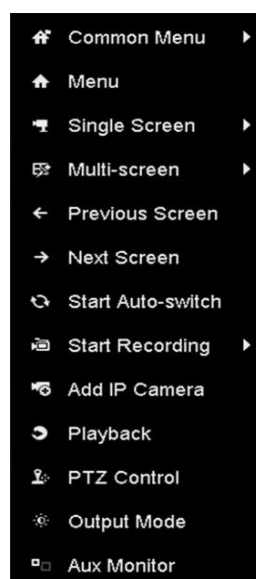 Common Menu
Menu
Single Screen
Multi-screen
Previous Screen
Next Screen
Start Auto-switch
Start Recording
Add IP Camera
Playback
PTZ Control
Output Mode
Aux Monitor